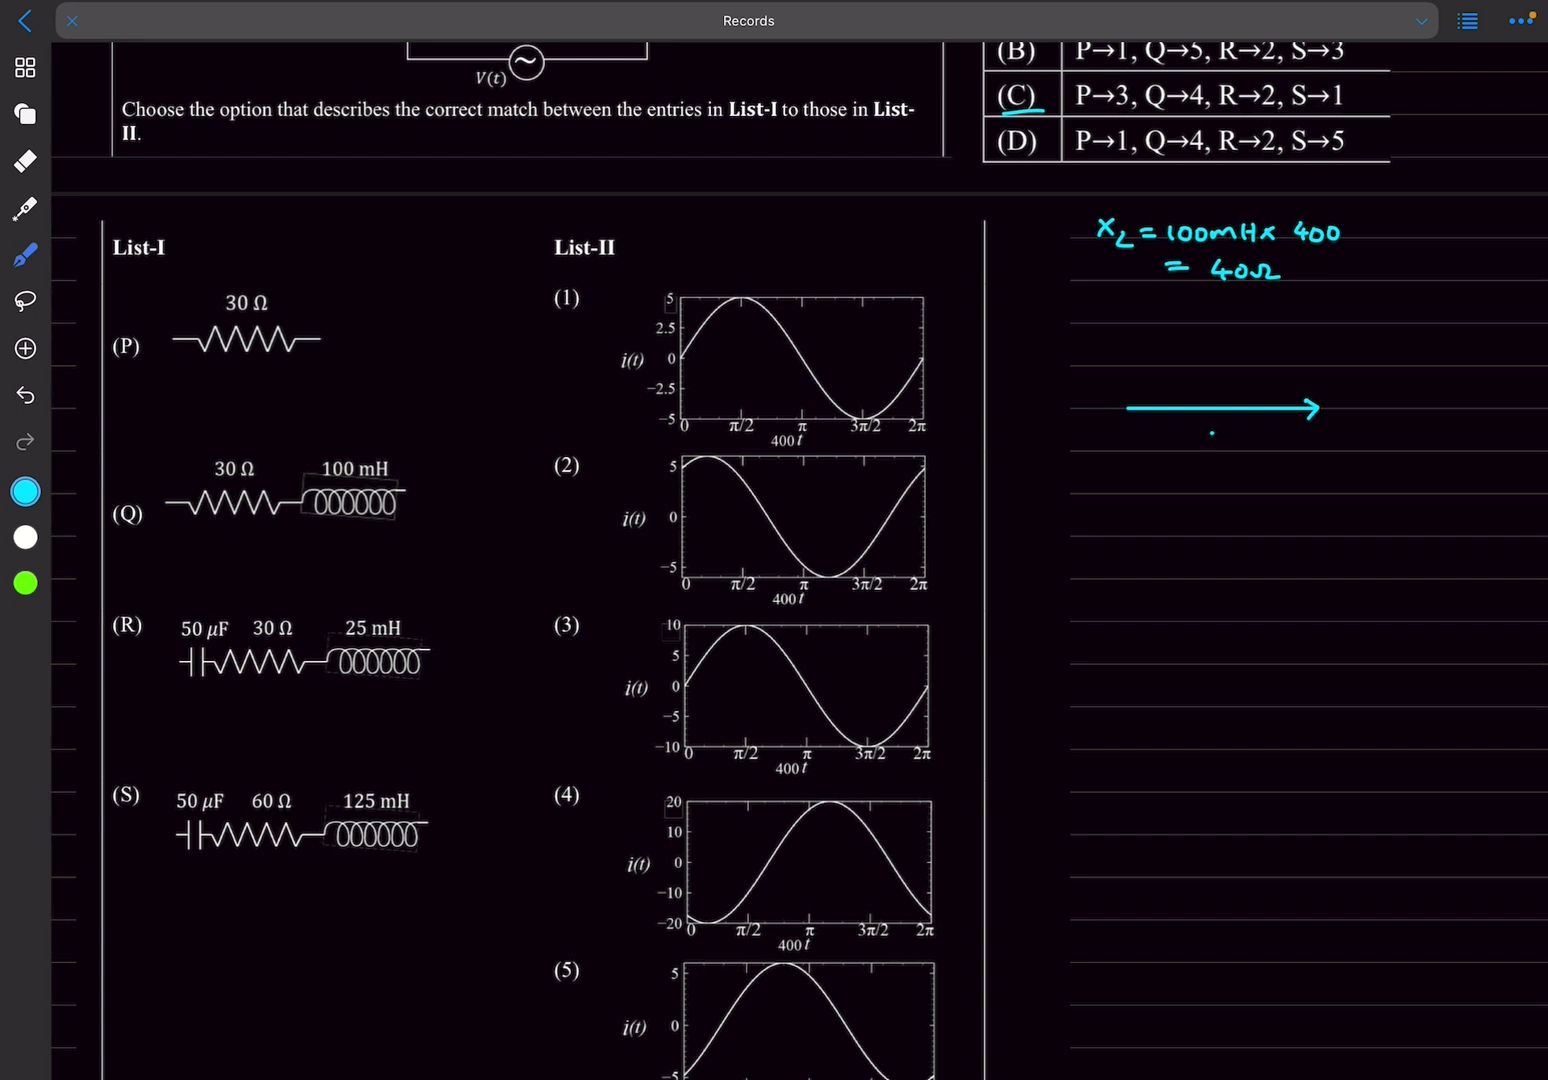 Records
V(t)
Choose the option that describes the correct match between the entries in List-I to those in List-
II.
(B) P→1, Q→5, R→2, S→3
(C) P→3, Q→4, R→2, S→1
(D) P→1, Q→4, R→2, S→5
List-I
List-II
(P)
30 Ω
(Q)
30 Ω 100 mH
(R)
50 μF 30 Ω 25 mH
(S)
50 μF 60 Ω 125 mH
(1)
5
2.5
i(t) 0
−2.5
−5
0 π/2 π 3π/2 2π
400 t
(2)
5
i(t) 0
−5
0 π/2 π 3π/2 2π
400 t
(3)
10
5
i(t) 0
−5
−10
0 π/2 π 3π/2 2π
400 t
(4)
20
10
i(t) 0
−10
−20
0 π/2 π 3π/2 2π
400 t
(5)
5
i(t) 0
−5
X_L = 100mH× 400
= 40Ω